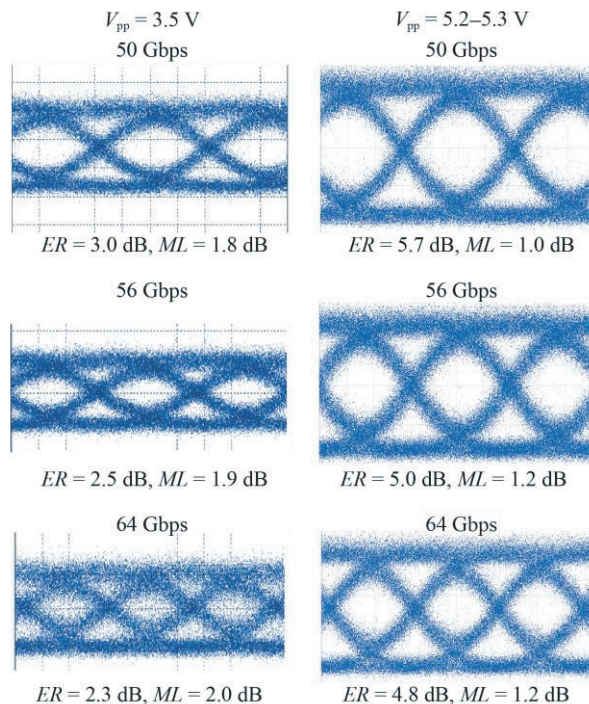 V_pp = 3.5 V
50 Gbps
ER = 3.0 dB, ML = 1.8 dB
56 Gbps
ER = 2.5 dB, ML = 1.9 dB
64 Gbps
ER = 2.3 dB, ML = 2.0 dB
V_pp = 5.2–5.3 V
50 Gbps
ER = 5.7 dB, ML = 1.0 dB
56 Gbps
ER = 5.0 dB, ML = 1.2 dB
64 Gbps
ER = 4.8 dB, ML = 1.2 dB